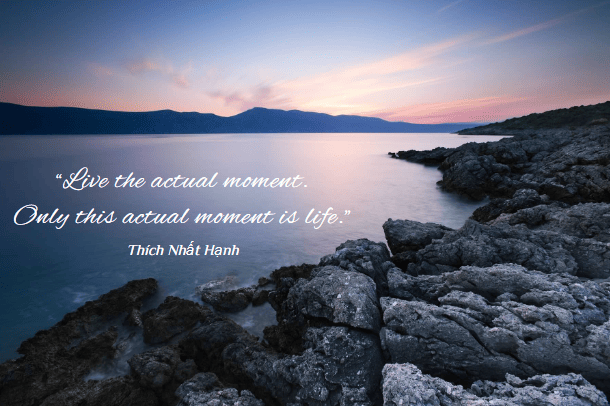 “Live the actual moment.
Only this actual moment is life.”
Thích Nhất Hạnh